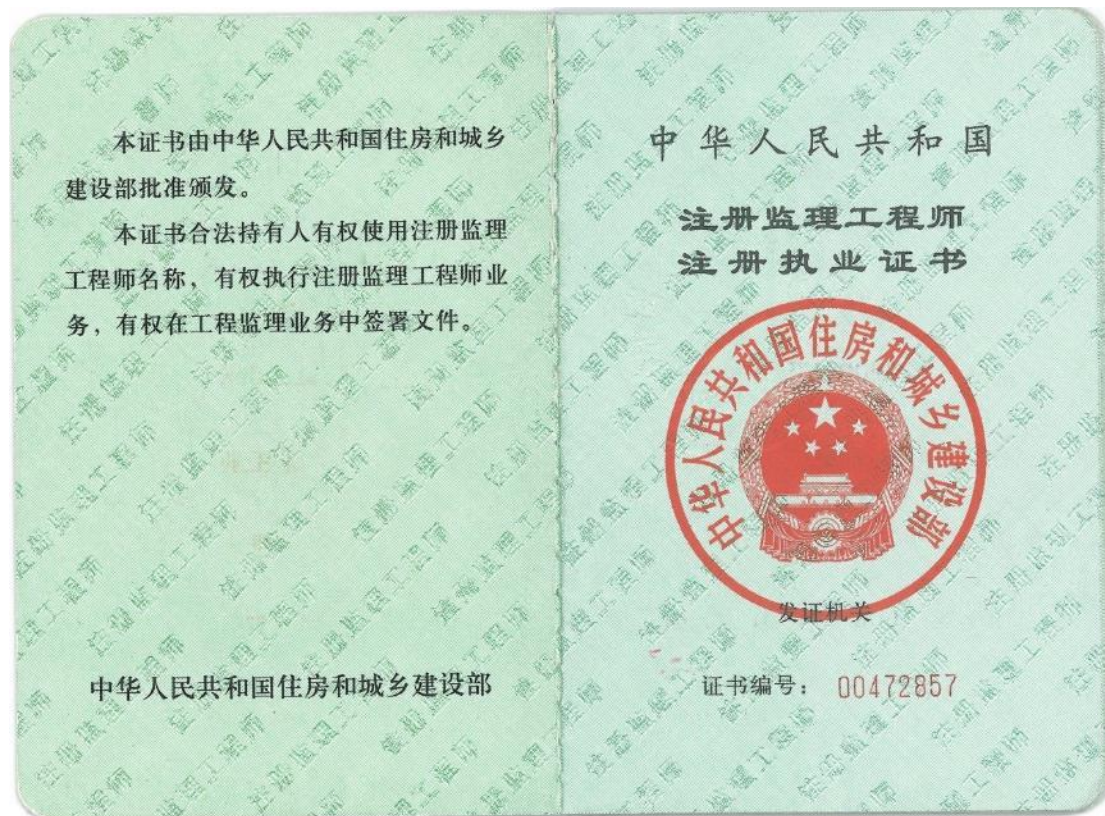 本证书由中华人民共和国住房和城乡
建设部批准颁发。
本证书合法持有人有权使用注册监理
工程师名称，有权执行注册监理工程师业
务，有权在工程监理业务中签署文件。
中华人民共和国住房和城乡建设部
中华人民共和国
注册监理工程师
注册执业证书
中华人民共和国住房和城乡建设部
发证机关
证书编号： 00472857